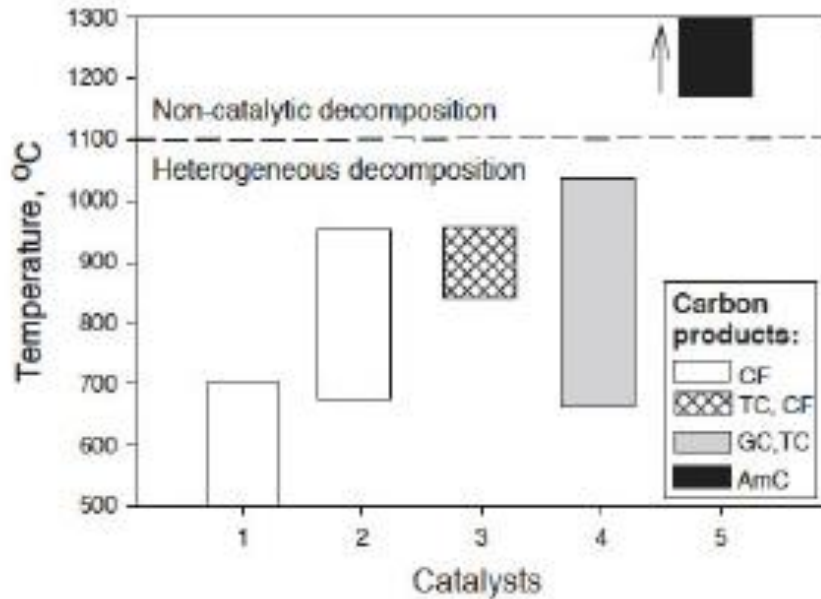 1300
1200
1100
1000
900
800
700
600
500
Temperature, ºC
Non-catalytic decomposition
Heterogeneous decomposition
Carbon
products:
CF
TC, CF
GC,TC
AmC
1 2 3 4 5
Catalysts